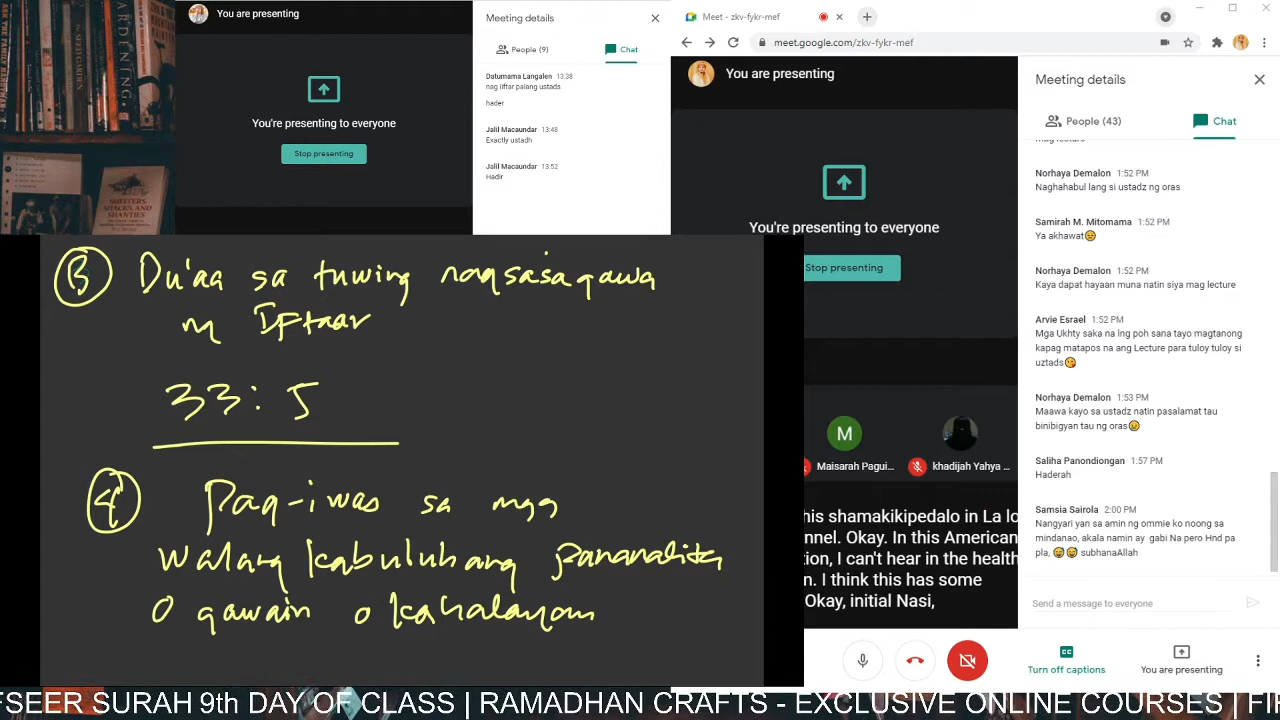 ARDENING
SHELTERS,
SHACKS, AND
SHANTIES
You are presenting
You're presenting to everyone
Stop presenting
Meeting details
People (9)
Chat
Datumama Langalen 13:38
nag iiftar palang ustads
hader
Jalil Macaundar 13:48
Exactly ustadh
Jalil Macaundar 13:52
Hadir
Meet - zkv-fykr-mef
meet.google.com/zkv-fykr-mef
You are presenting
You're presenting to everyone
Stop presenting
M
Maisarah Pagui...
khadijah Yahya ...
his shamakikipedalo in La lo
nnel. Okay. In this American
tion, I can't hear in the health
n. I think this has some
Okay, initial Nasi,
Meeting details
People (43)
Chat
mag lecture
Norhaya Demalon 1:52 PM
Naghahabul lang si ustadz ng oras
Samirah M. Mitomama 1:52 PM
Ya akhawat😔
Norhaya Demalon 1:52 PM
Kaya dapat hayaan muna natin siya mag lecture
Arvie Esrael 1:52 PM
Mga Ukhty saka na lng poh sana tayo magtanong
kapag matapos na ang Lecture para tuloy tuloy si
uztads😘
Norhaya Demalon 1:53 PM
Maawa kayo sa ustadz natin pasalamat tau
binibigyan tau ng oras😉
Saliha Panondiongan 1:57 PM
Haderah
Samsia Sairola 2:00 PM
Nangyari yan sa amin ng ommie ko noong sa
mindanao, akala namin ay gabi Na pero Hnd pa
pla, 😅😅 subhanaAllah
Send a message to everyone
Turn off captions
You are presenting
3 Du'aa sa tuwing nagsasagawa
ng Iftaar
33:5
4 Pag-iwas sa mga
walang kabuluhang pananalita
o gawain o kahalayan
FSEER SURAH 9th DAY OF CLASS | RAMADHAN CRAFTS - EXCLUSIVE ONLINE COURSES | FI